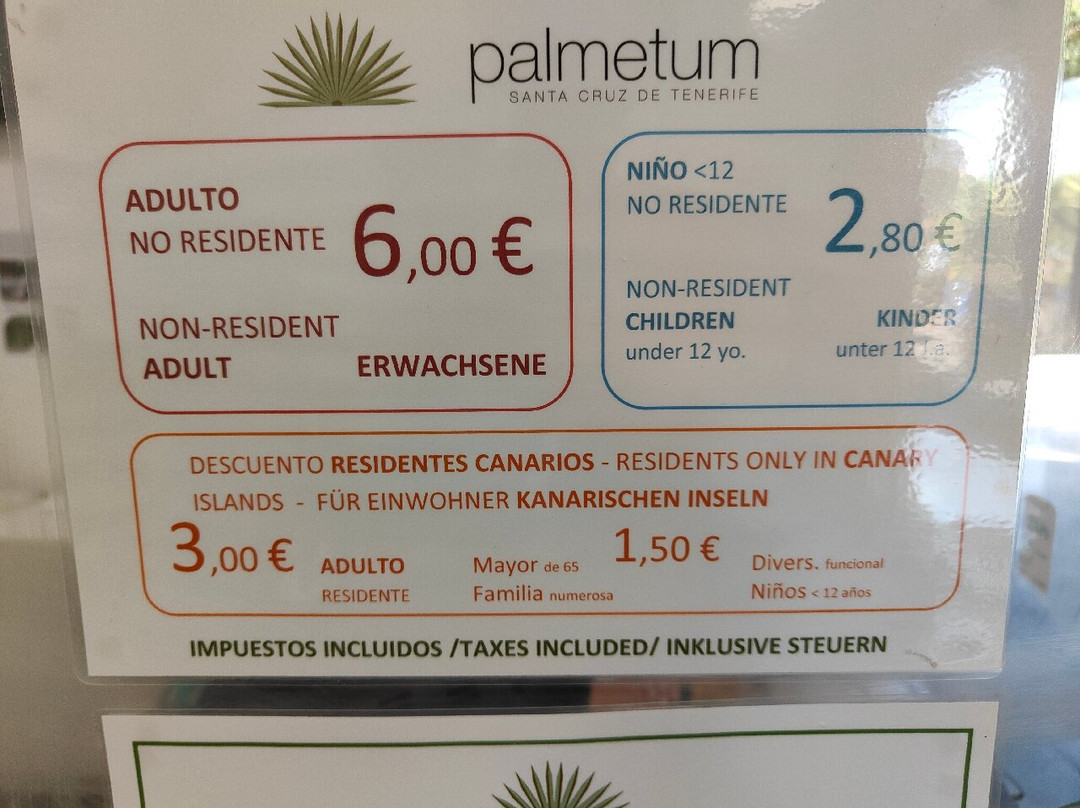 palmetum
SANTA CRUZ DE TENERIFE
ADULTO
NO RESIDENTE
6,00 €
NON-RESIDENT
ADULT
ERWACHSENE
NIÑO <12
NO RESIDENTE
2,80 €
NON-RESIDENT
CHILDREN
under 12 yo.
KINDER
unter 12 J.a.
DESCUENTO RESIDENTES CANARIOS - RESIDENTS ONLY IN CANARY
ISLANDS - FÜR EINWOHNER KANARISCHEN INSELN
3,00 €
ADULTO
RESIDENTE
Mayor de 65
Familia numerosa
1,50 €
Divers. funcional
Niños < 12 años
IMPUESTOS INCLUIDOS /TAXES INCLUDED/ INKLUSIVE STEUERN